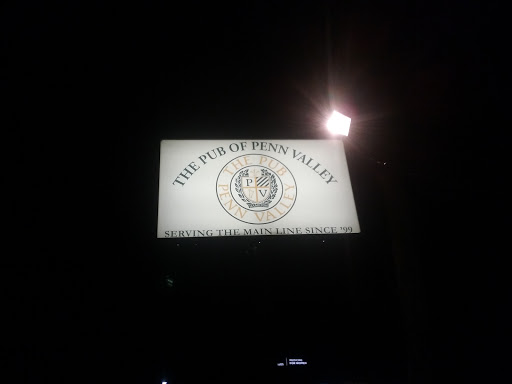 THE PUB OF PENN VALLEY
THE PUB
P V
PENN VALLEY
SERVING THE MAIN LINE SINCE '99